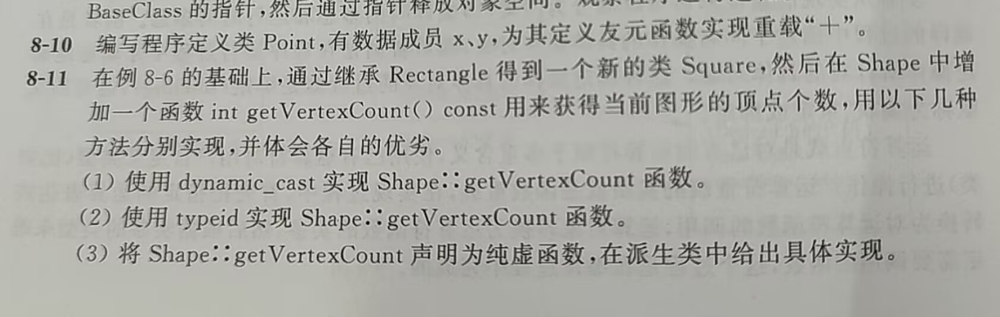 BaseClass 的指针,然后通过指针释放对象空间。观察程序运行
8-10 编写程序定义类 Point,有数据成员 x、y,为其定义友元函数实现重载“+”。
8-11 在例 8-6 的基础上,通过继承 Rectangle 得到一个新的类 Square,然后在 Shape 中增
加一个函数 int getVertexCount() const 用来获得当前图形的顶点个数,用以下几种
方法分别实现,并体会各自的优劣。
(1) 使用 dynamic_cast 实现 Shape::getVertexCount 函数。
(2) 使用 typeid 实现 Shape::getVertexCount 函数。
(3) 将 Shape::getVertexCount 声明为纯虚函数,在派生类中给出具体实现。